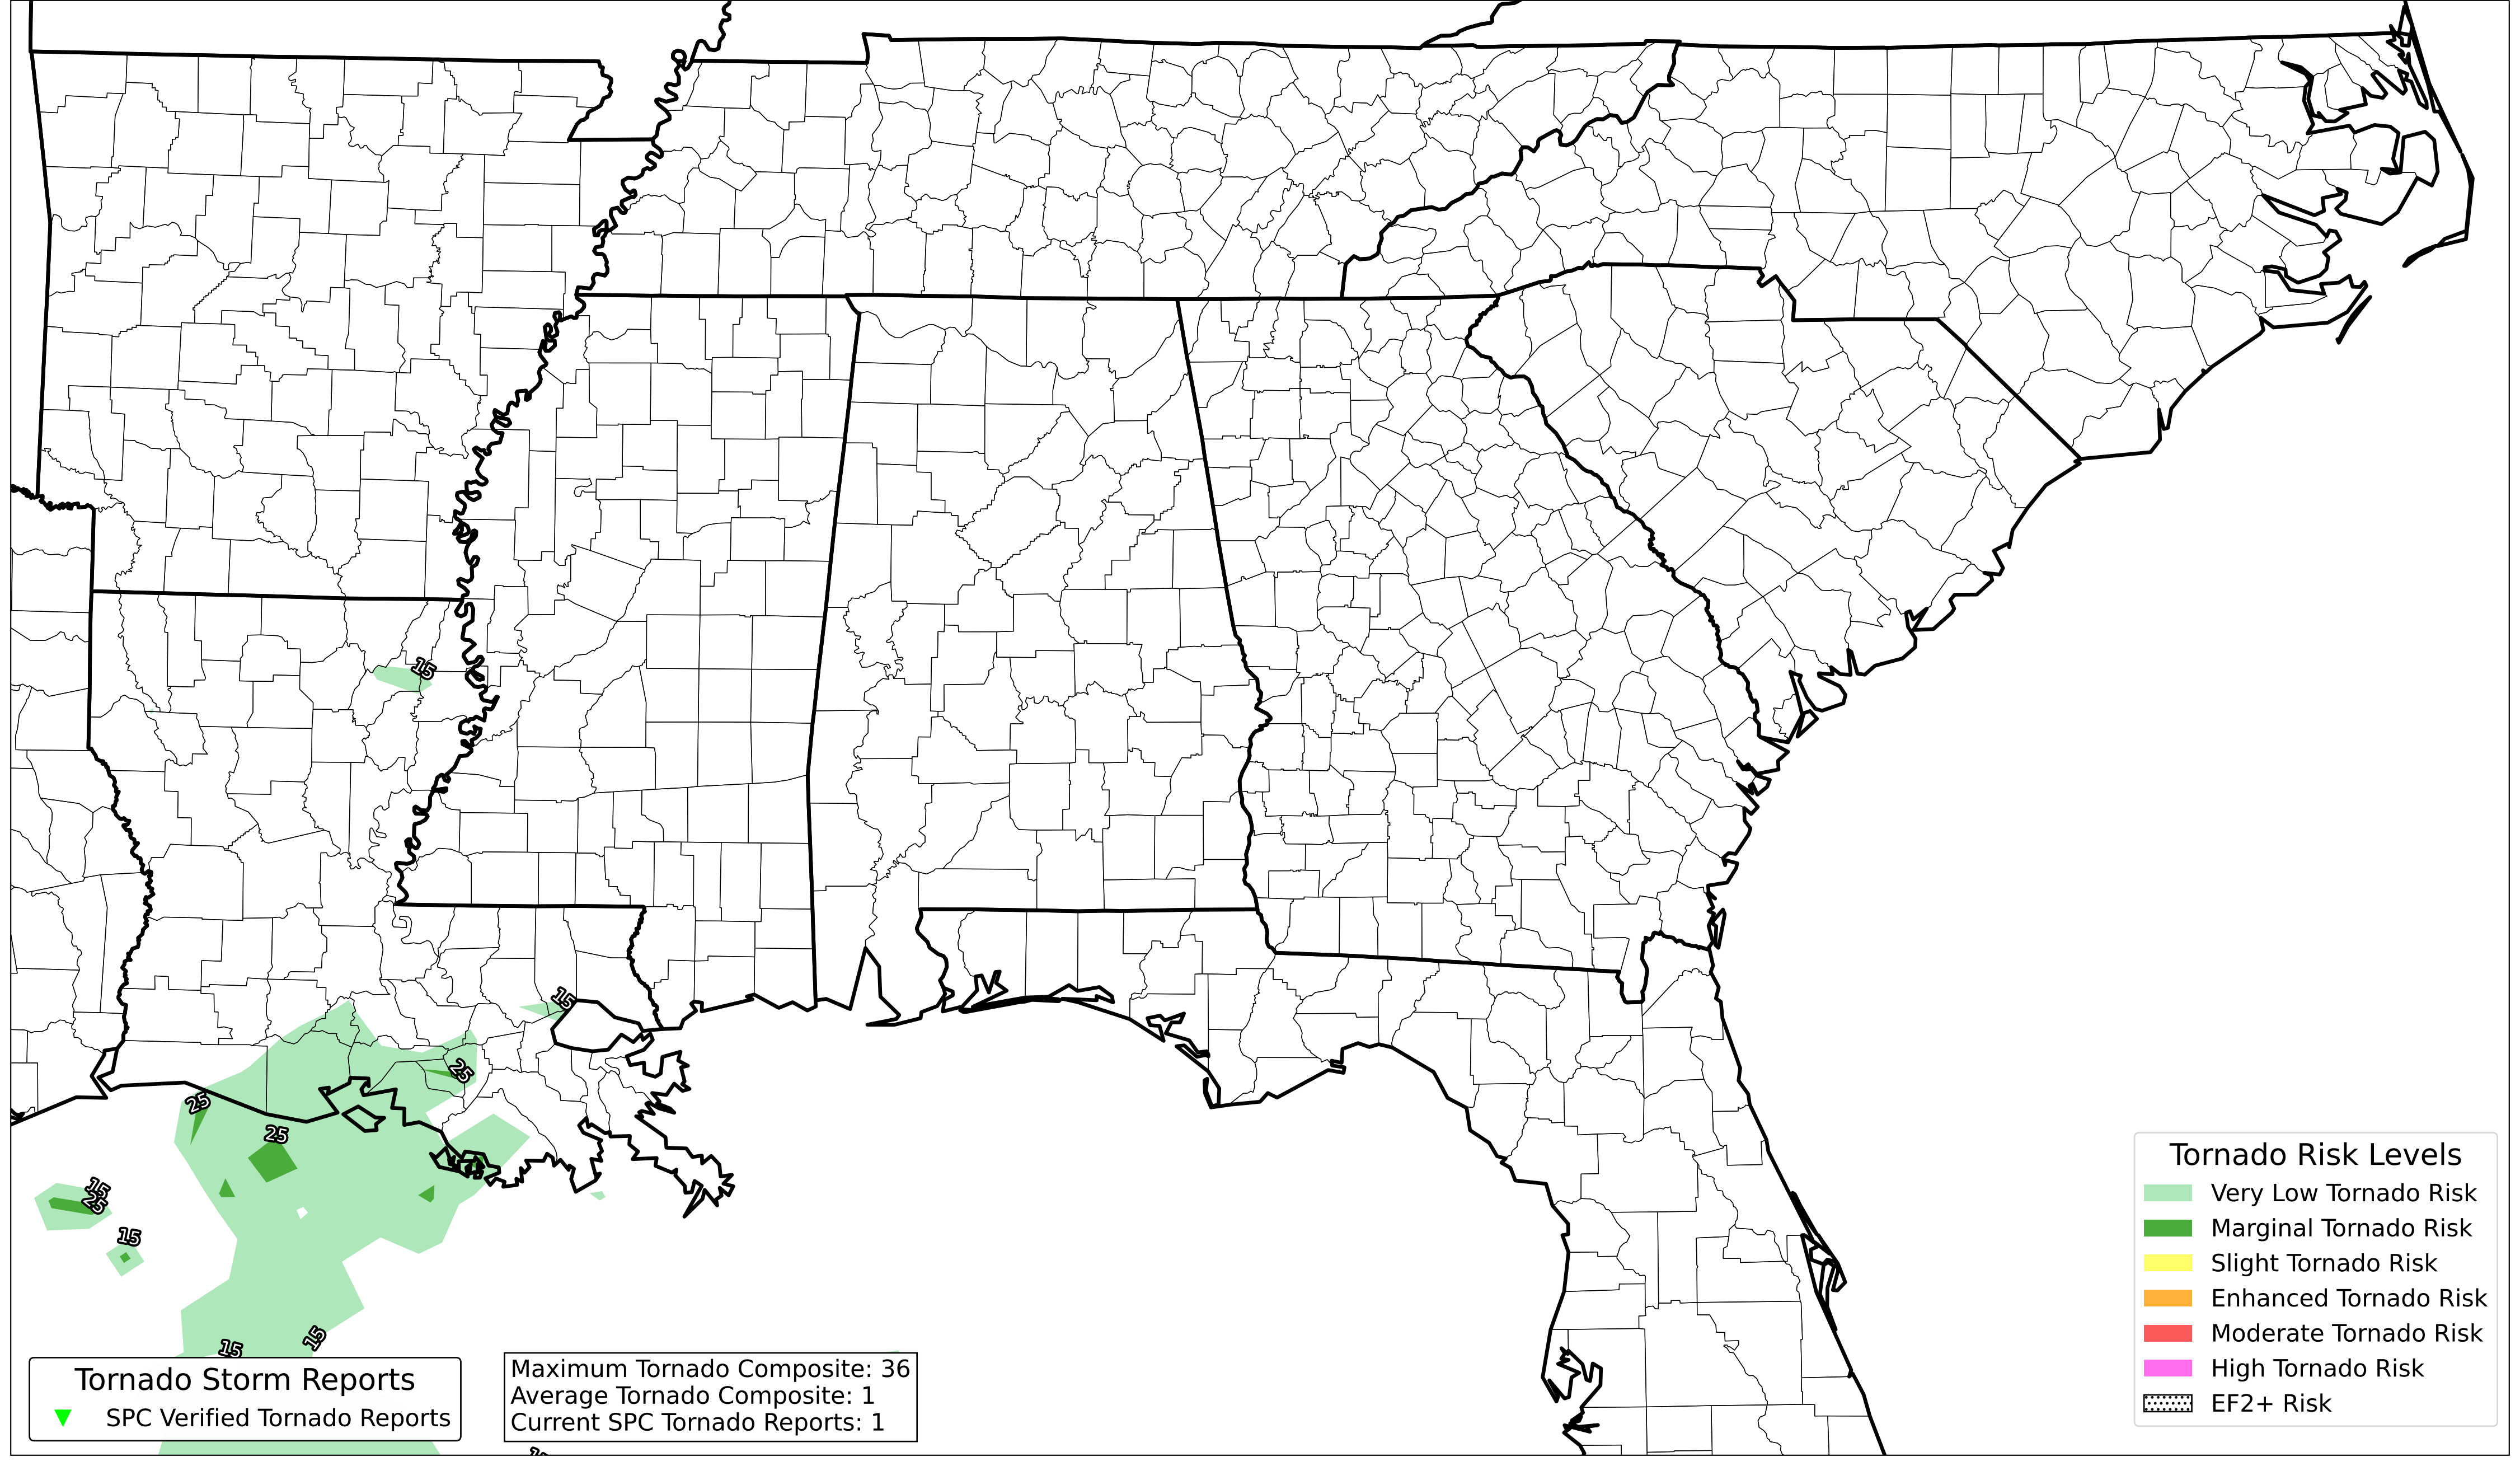 15
15
25
25
25
15
25
15
15
15
Tornado Storm Reports
SPC Verified Tornado Reports
Maximum Tornado Composite: 36
Average Tornado Composite: 1
Current SPC Tornado Reports: 1
Tornado Risk Levels
Very Low Tornado Risk
Marginal Tornado Risk
Slight Tornado Risk
Enhanced Tornado Risk
Moderate Tornado Risk
High Tornado Risk
EF2+ Risk